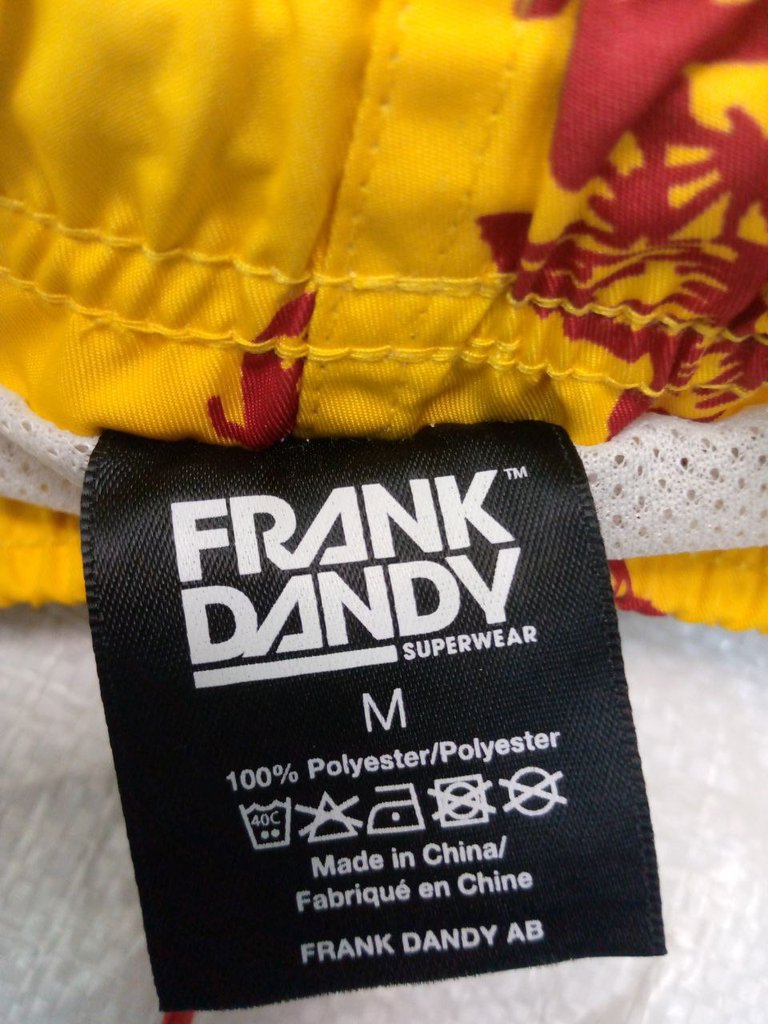 FRANK™
DANDY
SUPERWEAR
M
100% Polyester/Polyester
40C
Made in China/
Fabriqué en Chine
FRANK DANDY AB